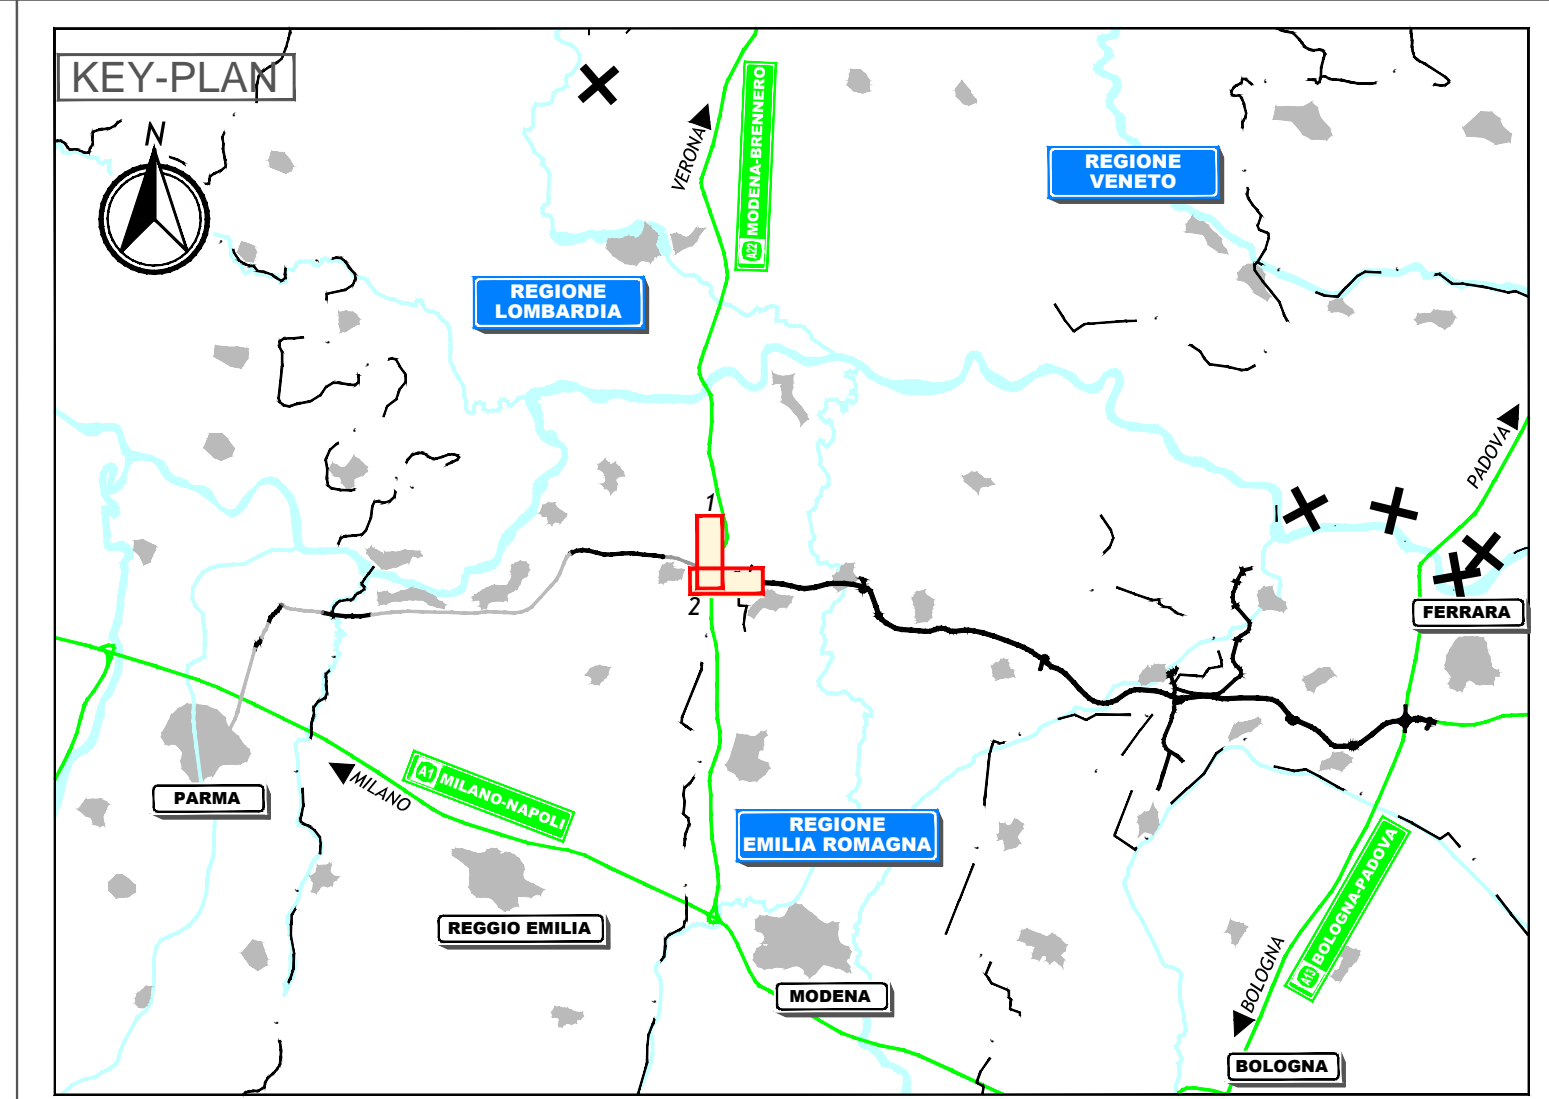 KEY-PLAN
N
VERONA
A22 MODENA-BRENNERO
REGIONE
VENETO
REGIONE
LOMBARDIA
PADOVA
1
2
FERRARA
PARMA
MILANO
A1 MILANO-NAPOLI
REGIONE
EMILIA ROMAGNA
A13 BOLOGNA-PADOVA
REGGIO EMILIA
MODENA
BOLOGNA
BOLOGNA